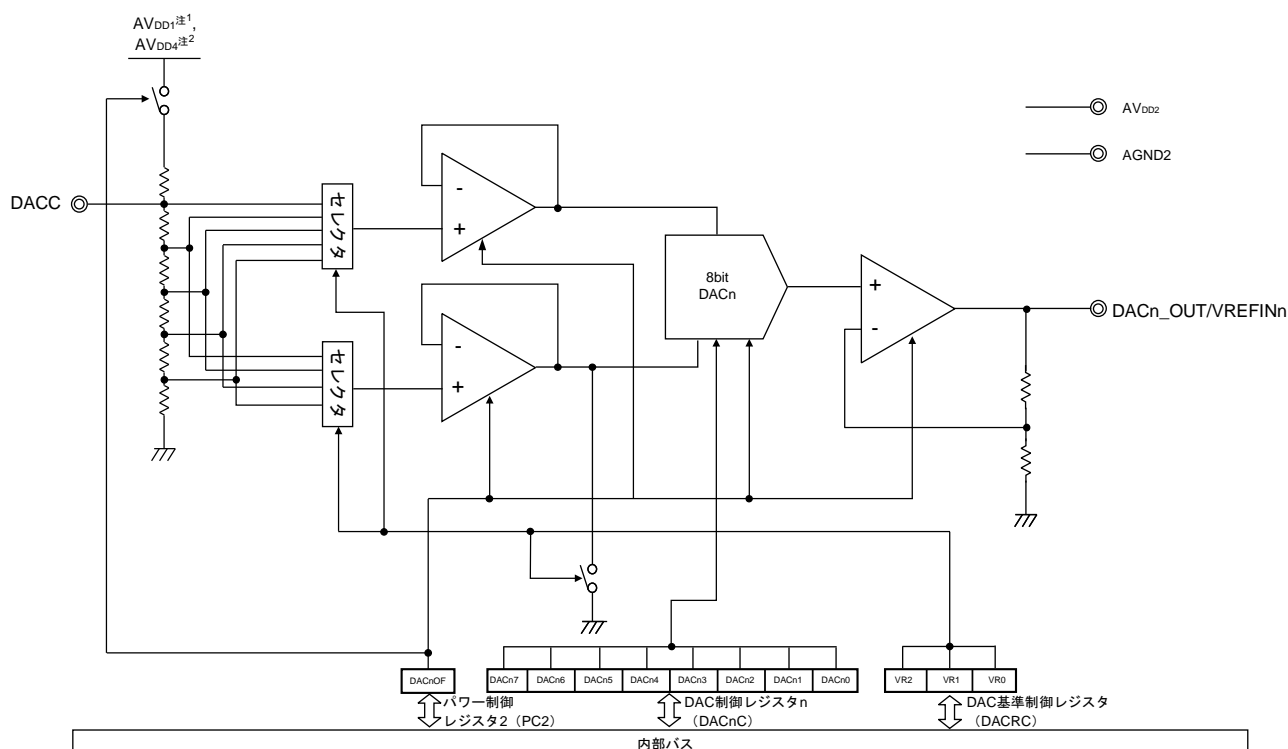 AVDD1注1,
AVDD4注2
AVDD2
AGND2
DACC
セレクタ
-
+
8bit
DACn
+
-
DACn_OUT/VREFINn
セレクタ
-
+
DACnOF
DACn7 DACn6 DACn5 DACn4 DACn3 DACn2 DACn1 DACn0
VR2 VR1 VR0
パワー制御
レジスタ2（PC2）
DAC制御レジスタn
（DACnC）
DAC基準制御レジスタ
（DACRC）
内部バス